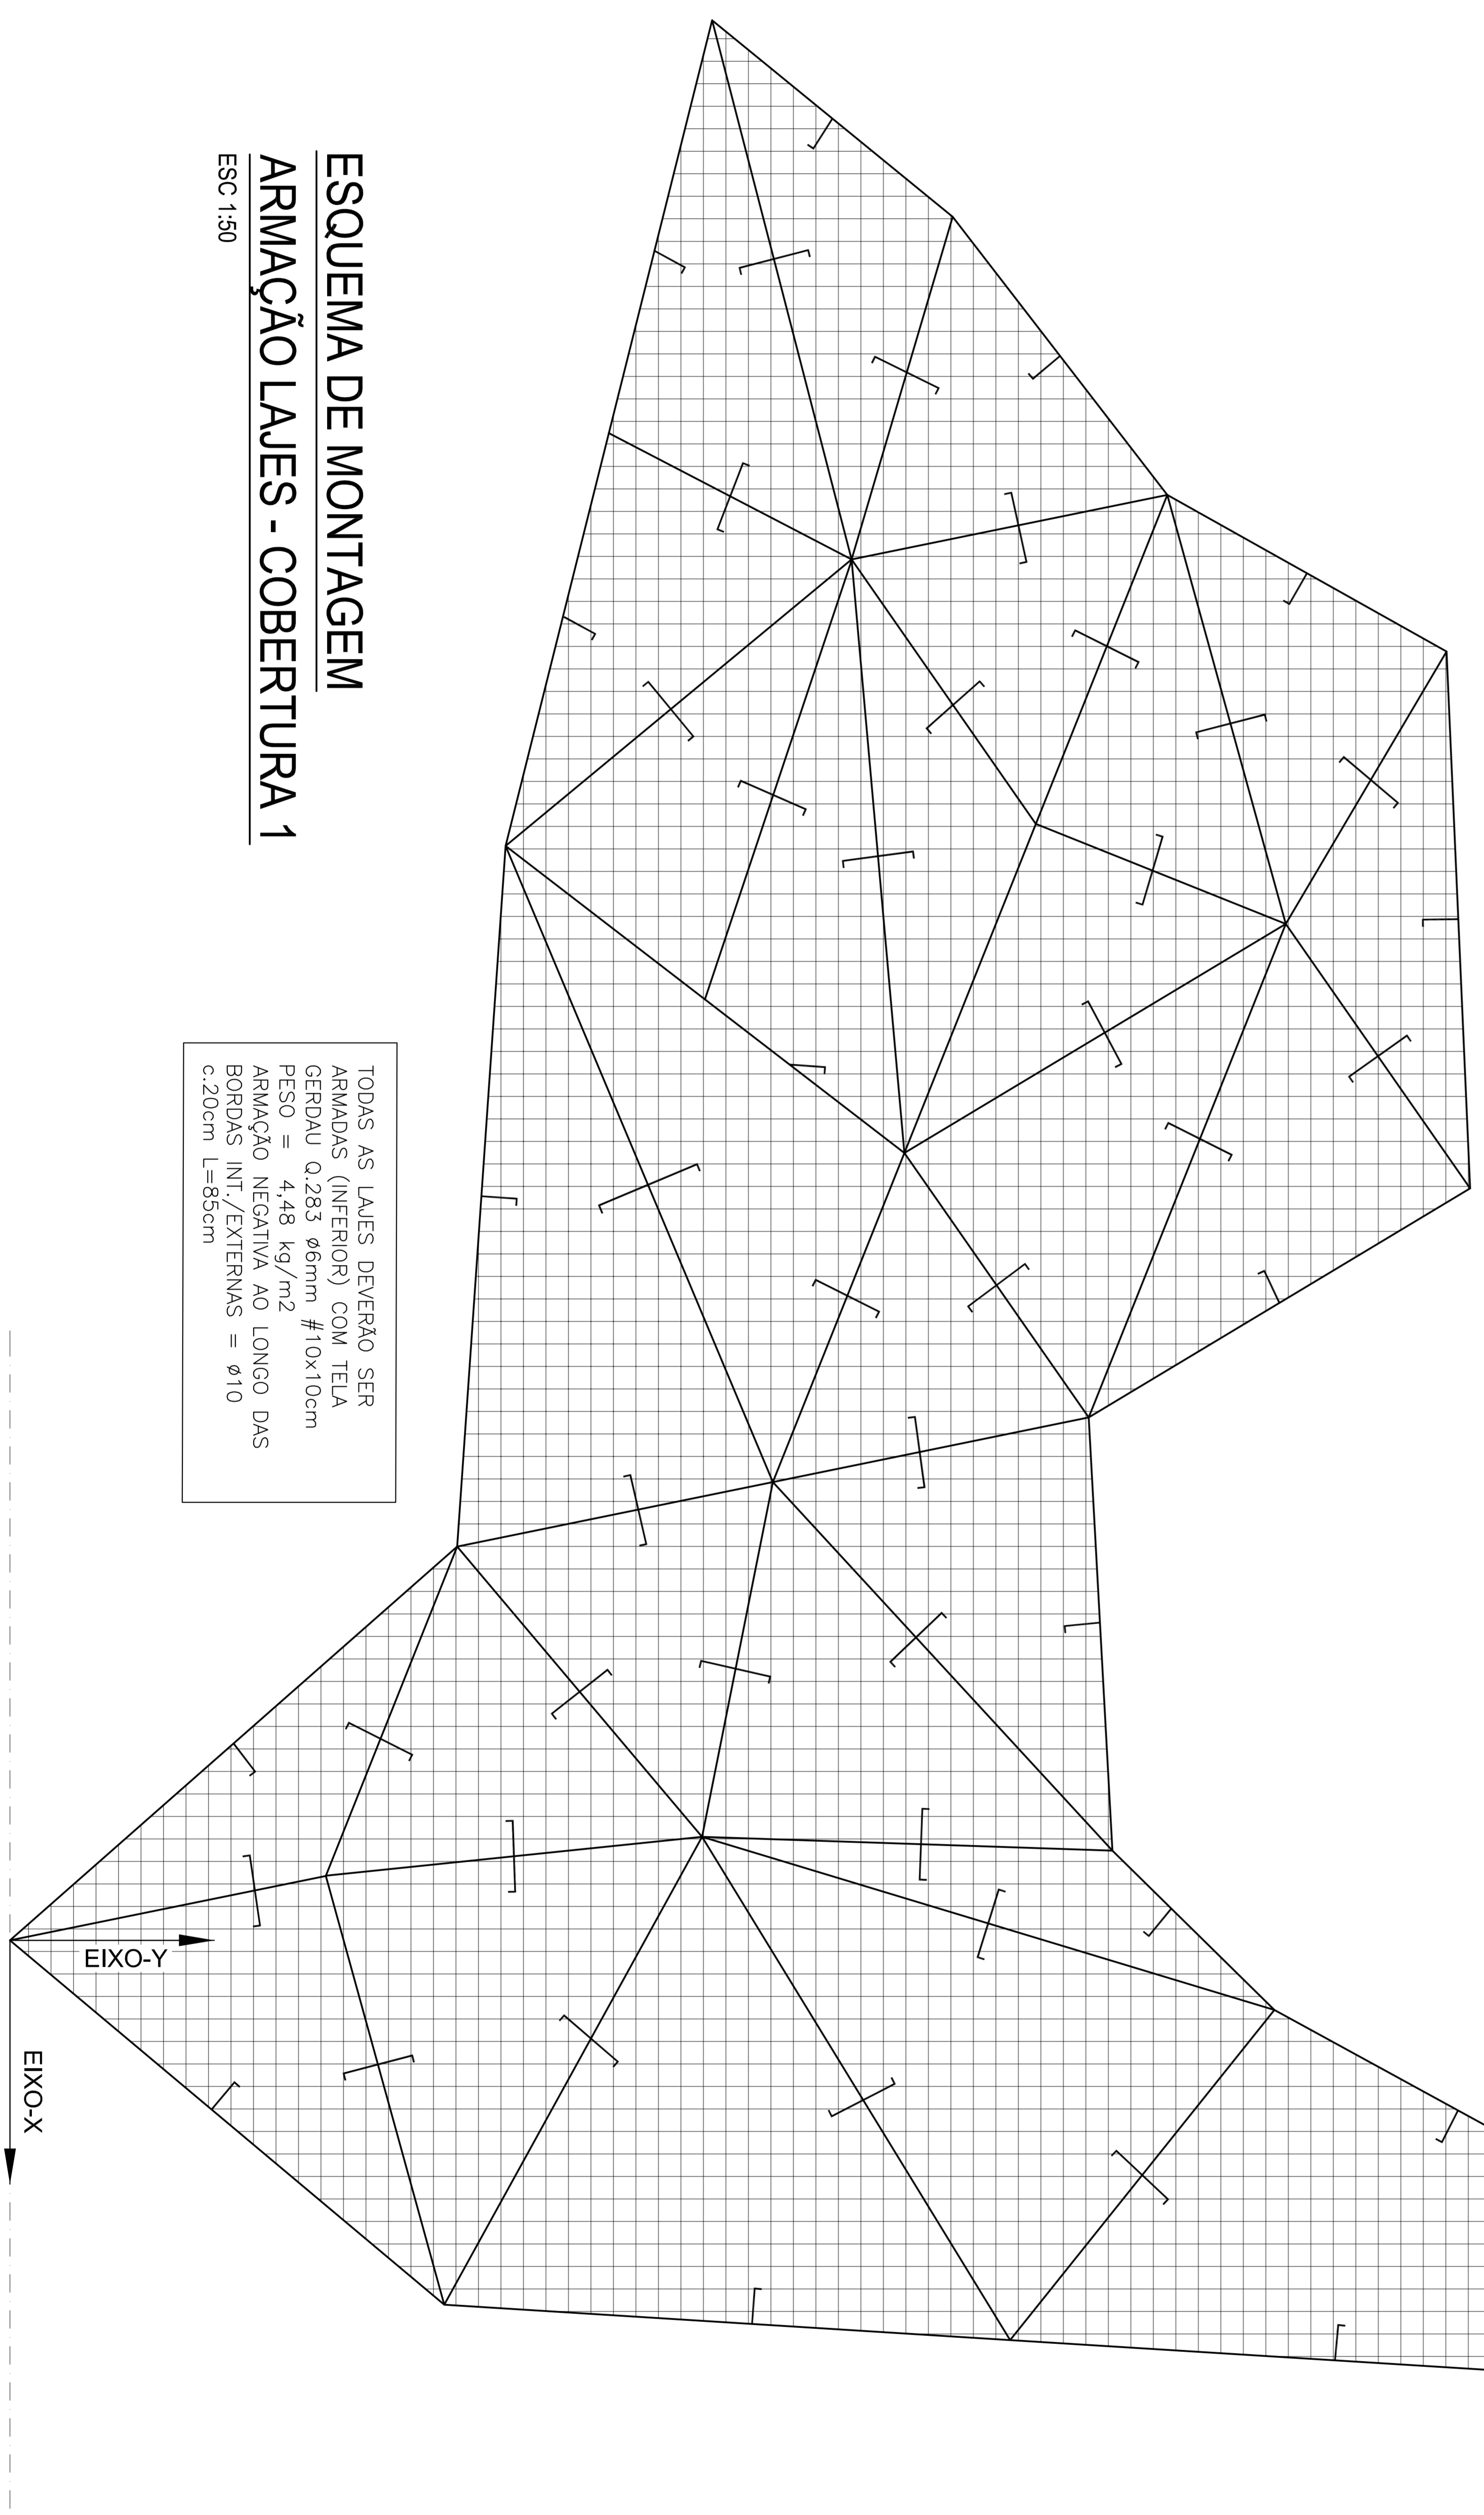 ESQUEMA DE MONTAGEM
ARMAÇÃO LAJES - COBERTURA 1
ESC 1:50
TODAS AS LAJES DEVERÃO SER
ARMADAS (INFERIOR) COM TELA
GERDAU Q.283 ø6mm #10x10cm
PESO = 4,48 kg/m2
ARMAÇÃO NEGATIVA AO LONGO DAS
BORDAS INT./EXTERNAS = ø10
c.20cm L=85cm
EIXO-Y
EIXO-X